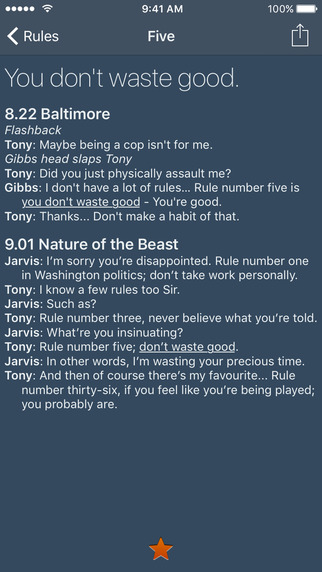 9:41 AM
100%
Rules
Five
You don't waste good.
8.22 Baltimore
Flashback
Tony: Maybe being a cop isn't for me.
Gibbs head slaps Tony
Tony: Did you just physically assault me?
Gibbs: I don't have a lot of rules... Rule number five is
you don't waste good - You're good.
Tony: Thanks... Don't make a habit of that.
9.01 Nature of the Beast
Jarvis: I'm sorry you're disappointed. Rule number one
in Washington politics; don't take work personally.
Tony: I know a few rules too Sir.
Jarvis: Such as?
Tony: Rule number three, never believe what you're told.
Jarvis: What're you insinuating?
Tony: Rule number five; don't waste good.
Jarvis: In other words, I'm wasting your precious time.
Tony: And then of course there's my favourite... Rule
number thirty-six, if you feel like you're being played;
you probably are.